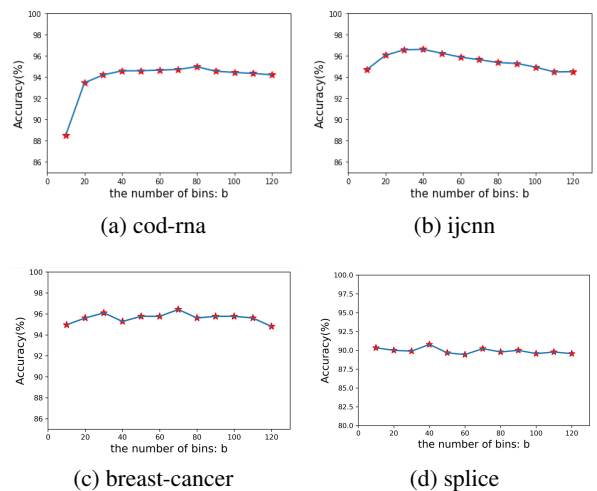 100
98
96
94
92
90
88
86
Accuracy(%)
0 20 40 60 80 100 120
the number of bins: b
(a) cod-rna
100
98
96
94
92
90
88
86
Accuracy(%)
0 20 40 60 80 100 120
the number of bins: b
(b) ijcnn
100
98
96
94
92
90
88
86
Accuracy(%)
0 20 40 60 80 100 120
the number of bins: b
(c) breast-cancer
100.0
97.5
95.0
92.5
90.0
87.5
85.0
82.5
80.0
Accuracy(%)
0 20 40 60 80 100 120
the number of bins: b
(d) splice